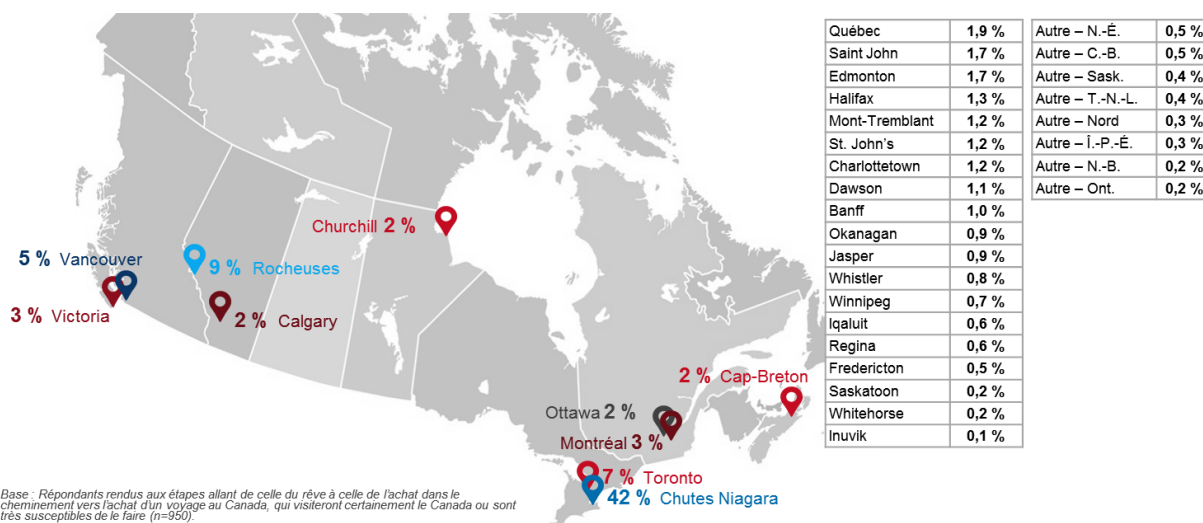 Churchill 2 %
5 % Vancouver
9 % Rocheuses
3 % Victoria
2 % Calgary
2 % Cap-Breton
Ottawa 2 %
Montréal 3 %
7 % Toronto
42 % Chutes Niagara
Base : Répondants rendus aux étapes allant de celle du rêve à celle de l'achat dans le
cheminement vers l'achat d'un voyage au Canada, qui visiteront certainement le Canada ou sont
très susceptibles de le faire (n=950).
Québec 1,9 %
Saint John 1,7 %
Edmonton 1,7 %
Halifax 1,3 %
Mont-Tremblant 1,2 %
St. John's 1,2 %
Charlottetown 1,2 %
Dawson 1,1 %
Banff 1,0 %
Okanagan 0,9 %
Jasper 0,9 %
Whistler 0,8 %
Winnipeg 0,7 %
Iqaluit 0,6 %
Regina 0,6 %
Fredericton 0,5 %
Saskatoon 0,2 %
Whitehorse 0,2 %
Inuvik 0,1 %
Autre – N.-É. 0,5 %
Autre – C.-B. 0,5 %
Autre – Sask. 0,4 %
Autre – T.-N.-L. 0,4 %
Autre – Nord 0,3 %
Autre – Î.-P.-É. 0,3 %
Autre – N.-B. 0,2 %
Autre – Ont. 0,2 %